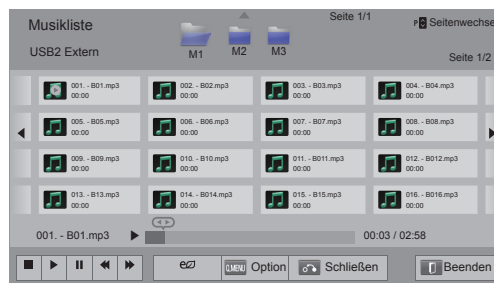 Musikliste
Seite 1/1
P Seitenwechse
USB2 Extern
M1 M2 M3
Seite 1/2
001. - B01.mp3 002. - B02.mp3 003. - B03.mp3 004. - B04.mp3
00:00 00:00 00:00 00:00
005. - B05.mp3 006. - B06.mp3 007. - B07.mp3 008. - B08.mp3
00:00 00:00 00:00 00:00
009. - B09.mp3 010. - B10.mp3 011. - B011.mp3 012. - B012.mp3
00:00 00:00 00:00 00:00
013. - B13.mp3 014. - B014.mp3 015. - B15.mp3 016. - B016.mp3
00:00 00:00 00:00 00:00
001. - B01.mp3 00:03 / 02:58
Q.MENU Option Schließen Beenden